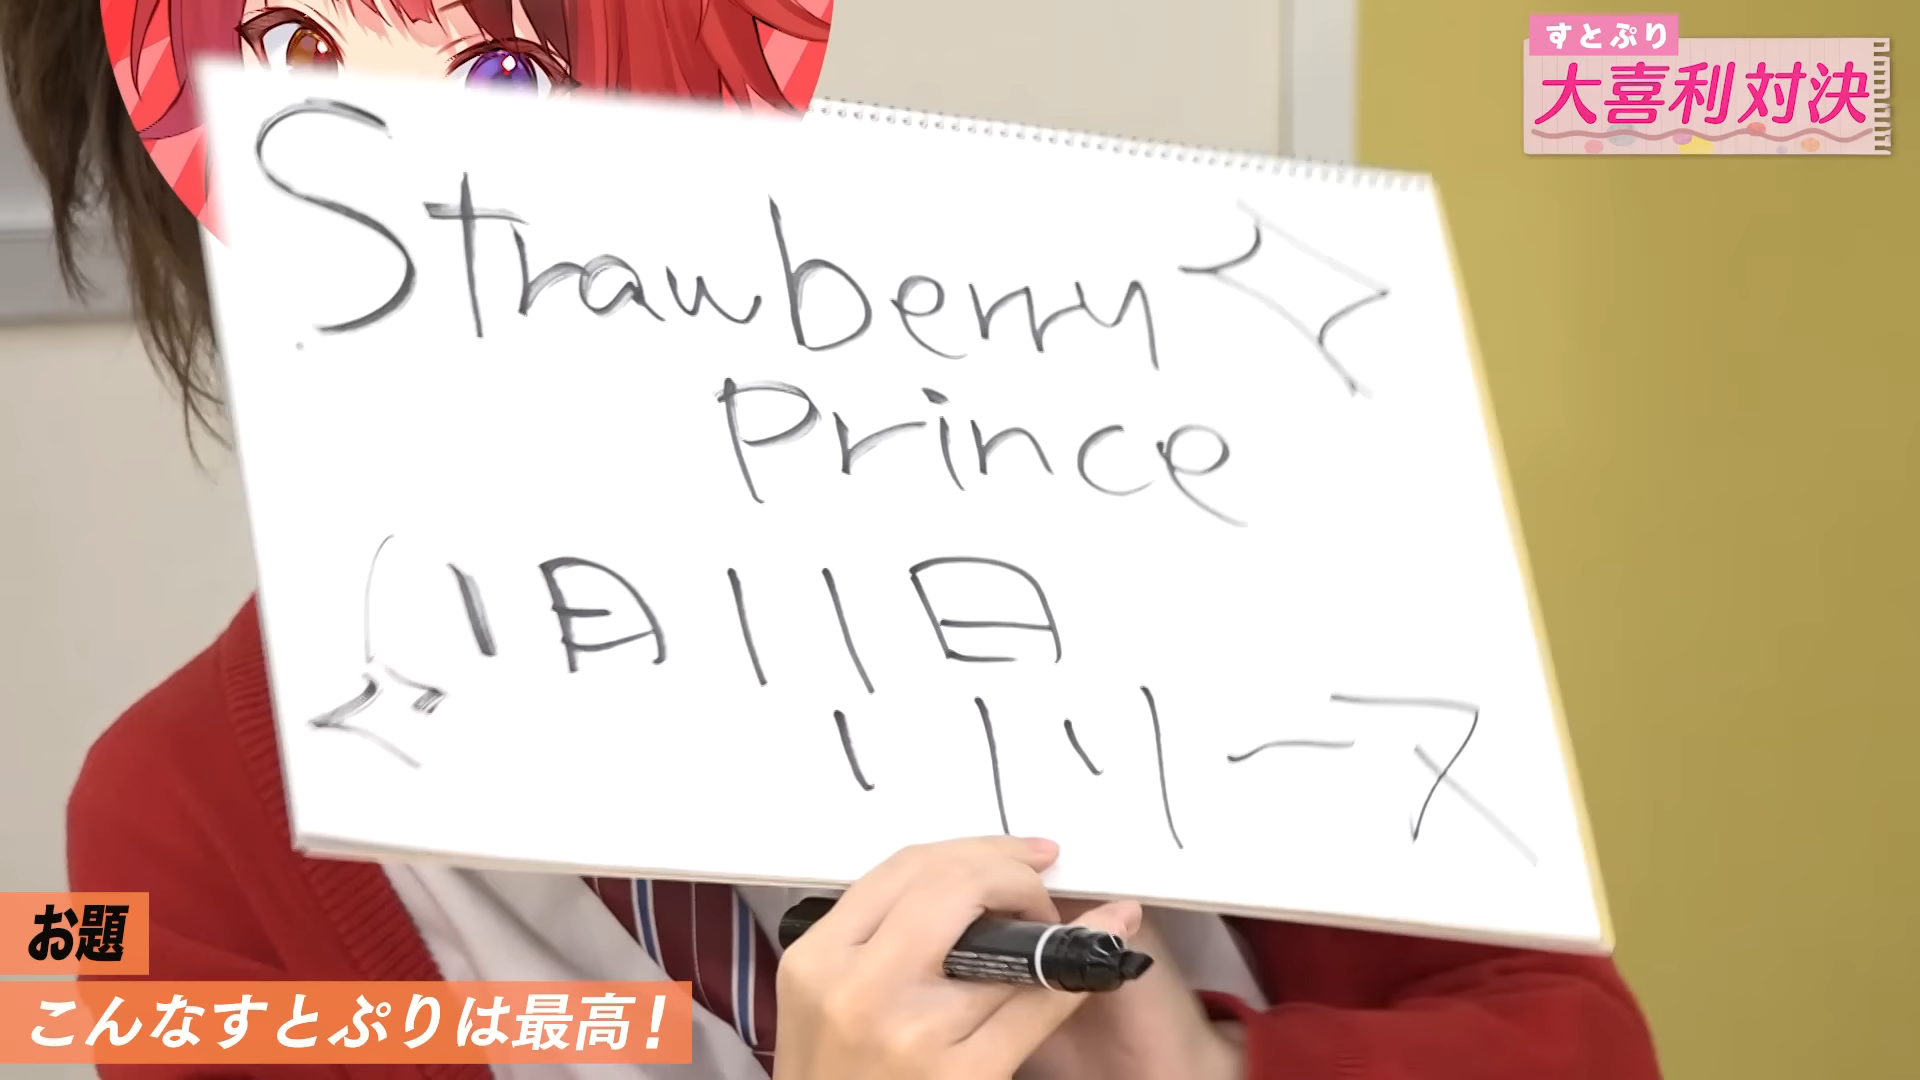 すとぷり
大喜利対決
Strawberry
Prince
1月11日
リリース
お題
こんなすとぷりは最高!